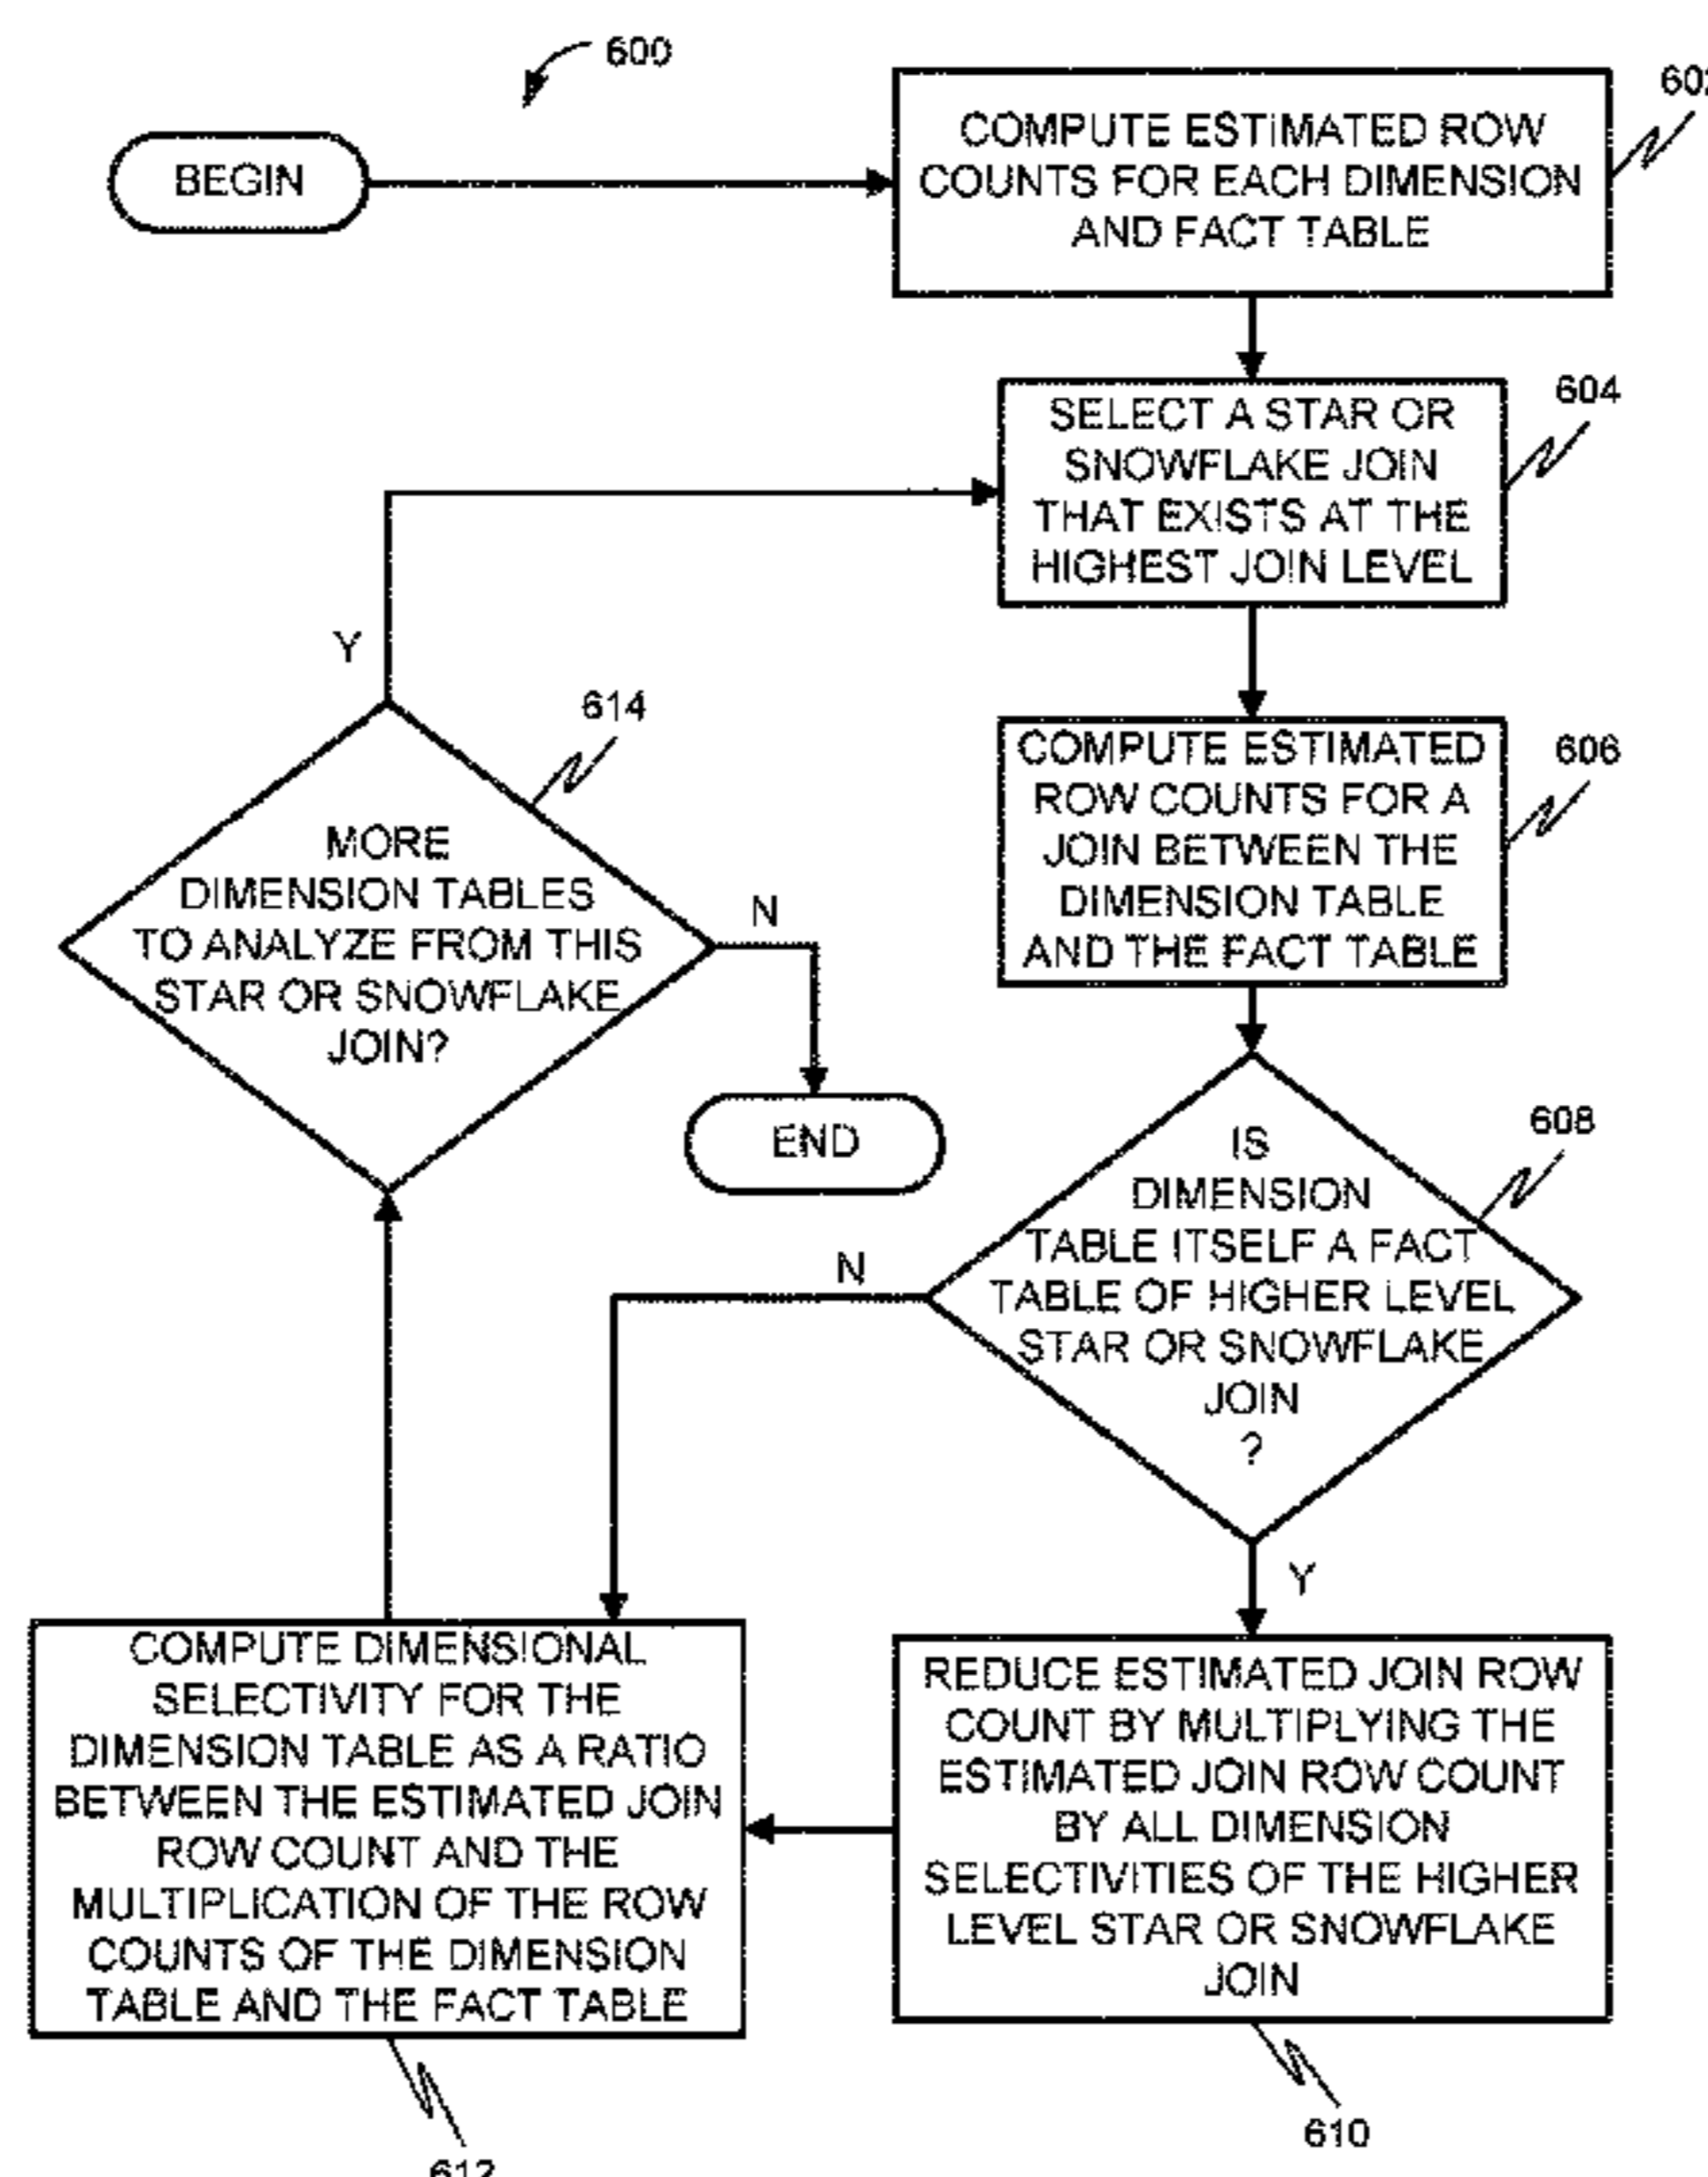 600
BEGIN
COMPUTE ESTIMATED ROW
COUNTS FOR EACH DIMENSION
AND FACT TABLE
SELECT A STAR OR
SNOWFLAKE JOIN
THAT EXISTS AT THE
HIGHEST JOIN LEVEL
604
Y
614
MORE
DIMENSION TABLES
TO ANALYZE FROM THIS
STAR OR SNOWFLAKE
JOIN?
N
END
COMPUTE ESTIMATED
ROW COUNTS FOR A
JOIN BETWEEN THE
DIMENSION TABLE
AND THE FACT TABLE
606
IS
DIMENSION
TABLE ITSELF A FACT
TABLE OF HIGHER LEVEL
STAR OR SNOWFLAKE
JOIN
?
608
N
Y
REDUCE ESTIMATED JOIN ROW
COUNT BY MULTIPLYING THE
ESTIMATED JOIN ROW COUNT
BY ALL DIMENSION
SELECTIVITIES OF THE HIGHER
LEVEL STAR OR SNOWFLAKE
JOIN
610
COMPUTE DIMENSIONAL
SELECTIVITY FOR THE
DIMENSION TABLE AS A RATIO
BETWEEN THE ESTIMATED JOIN
ROW COUNT AND THE
MULTIPLICATION OF THE ROW
COUNTS OF THE DIMENSION
TABLE AND THE FACT TABLE
612